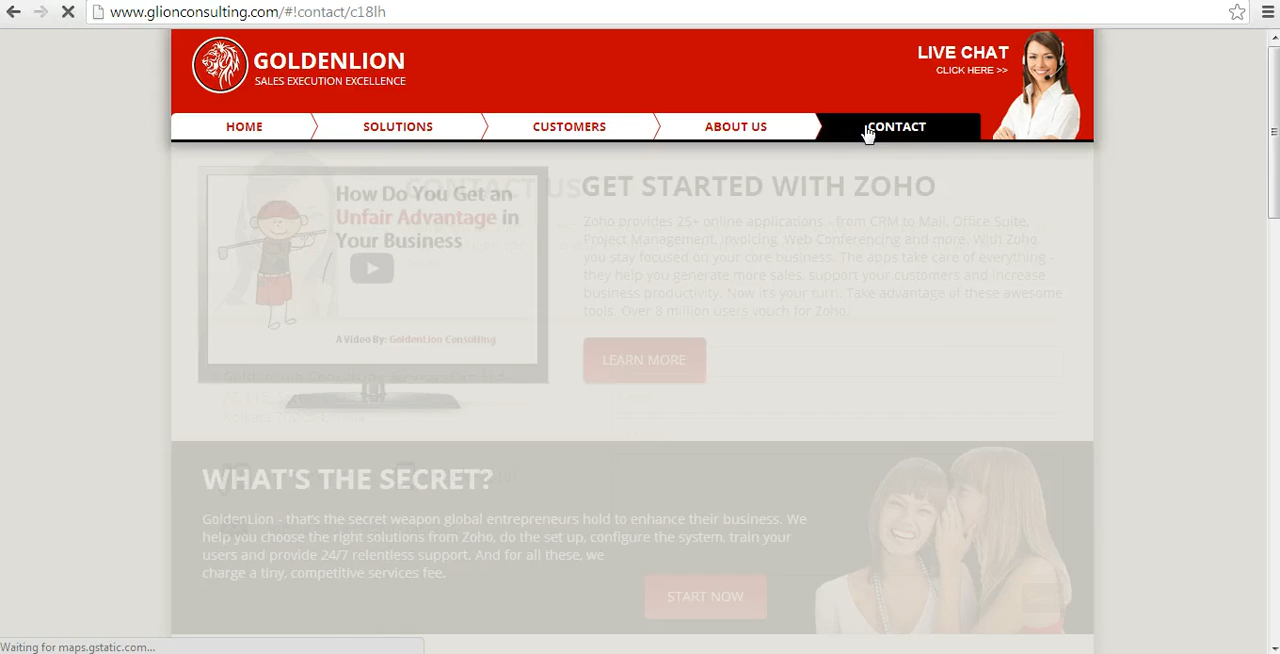 www.glionconsulting.com/#!contact/c18lh
GOLDENLION
SALES EXECUTION EXCELLENCE
LIVE CHAT
CLICK HERE >>
HOME
SOLUTIONS
CUSTOMERS
ABOUT US
CONTACT
CONTACT US
How Do You Get an
Unfair Advantage in
Your Business
A Video By: GoldenLion Consulting
GET STARTED WITH ZOHO
Zoho provides 25+ online applications - from CRM to Mail, Office Suite,
Project Management, invoicing, Web Conferencing and more. With Zoho
you stay focused on your core business. The apps take care of everything -
they help you generate more sales, support your customers and increase
business productivity. Now it's your turn. Take advantage of these awesome
tools. Over 8 million users vouch for Zoho.
LEARN MORE
WHAT'S THE SECRET?
GoldenLion - that's the secret weapon global entrepreneurs hold to enhance their business. We
help you choose the right solutions from Zoho, do the set up, configure the system, train your
users and provide 24/7 relentless support. And for all these, we
charge a tiny, competitive services fee.
START NOW
Waiting for maps.gstatic.com...